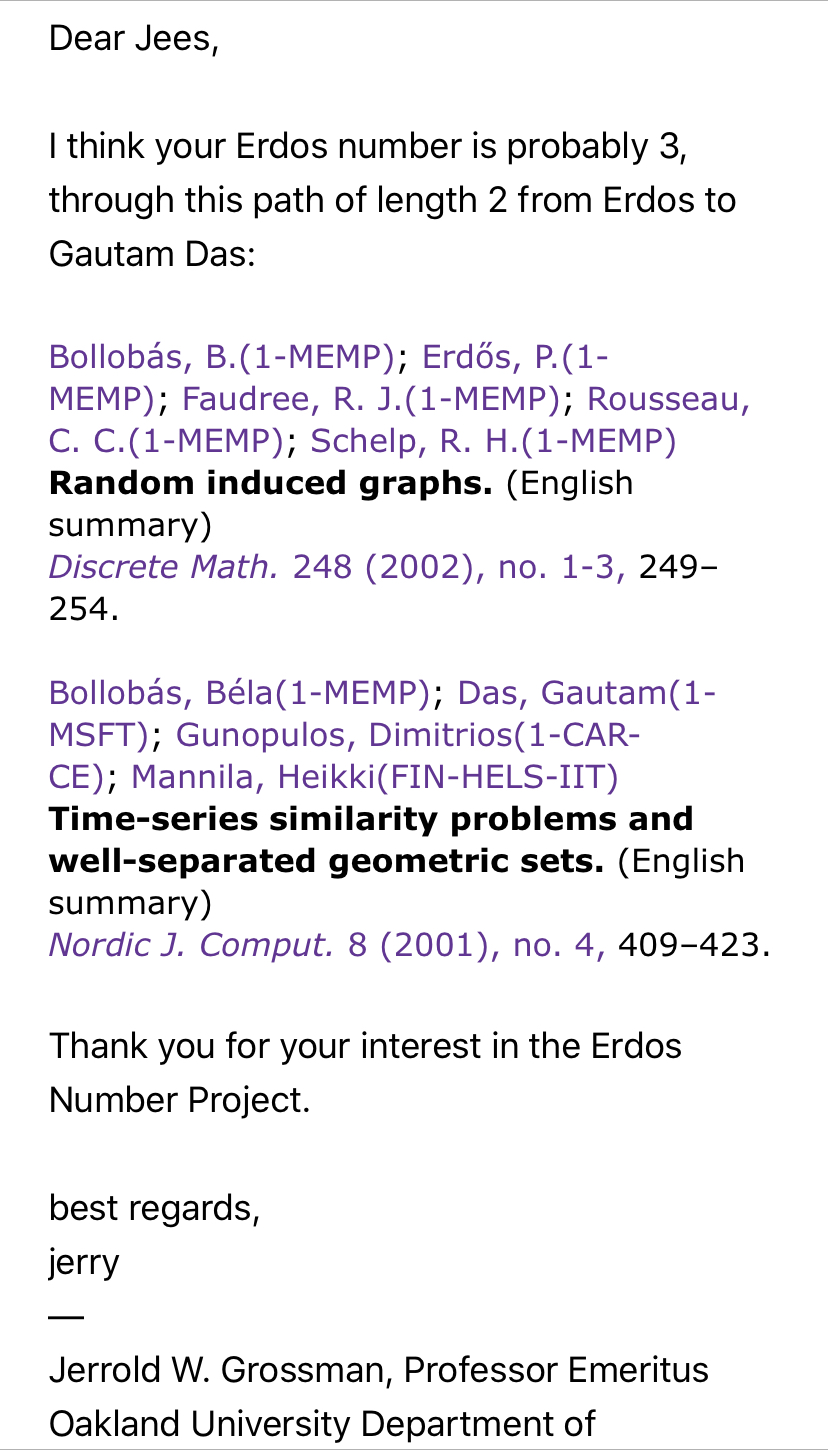 Dear Jees,
I think your Erdos number is probably 3,
through this path of length 2 from Erdos to
Gautam Das:
Bollobás, B.(1-MEMP); Erdős, P.(1-
MEMP); Faudree, R. J.(1-MEMP); Rousseau,
C. C.(1-MEMP); Schelp, R. H.(1-MEMP)
Random induced graphs. (English
summary)
Discrete Math. 248 (2002), no. 1-3, 249–
254.
Bollobás, Béla(1-MEMP); Das, Gautam(1-
MSFT); Gunopulos, Dimitrios(1-CAR-
CE); Mannila, Heikki(FIN-HELS-IIT)
Time-series similarity problems and
well-separated geometric sets. (English
summary)
Nordic J. Comput. 8 (2001), no. 4, 409–423.
Thank you for your interest in the Erdos
Number Project.
best regards,
jerry
—
Jerrold W. Grossman, Professor Emeritus
Oakland University Department of